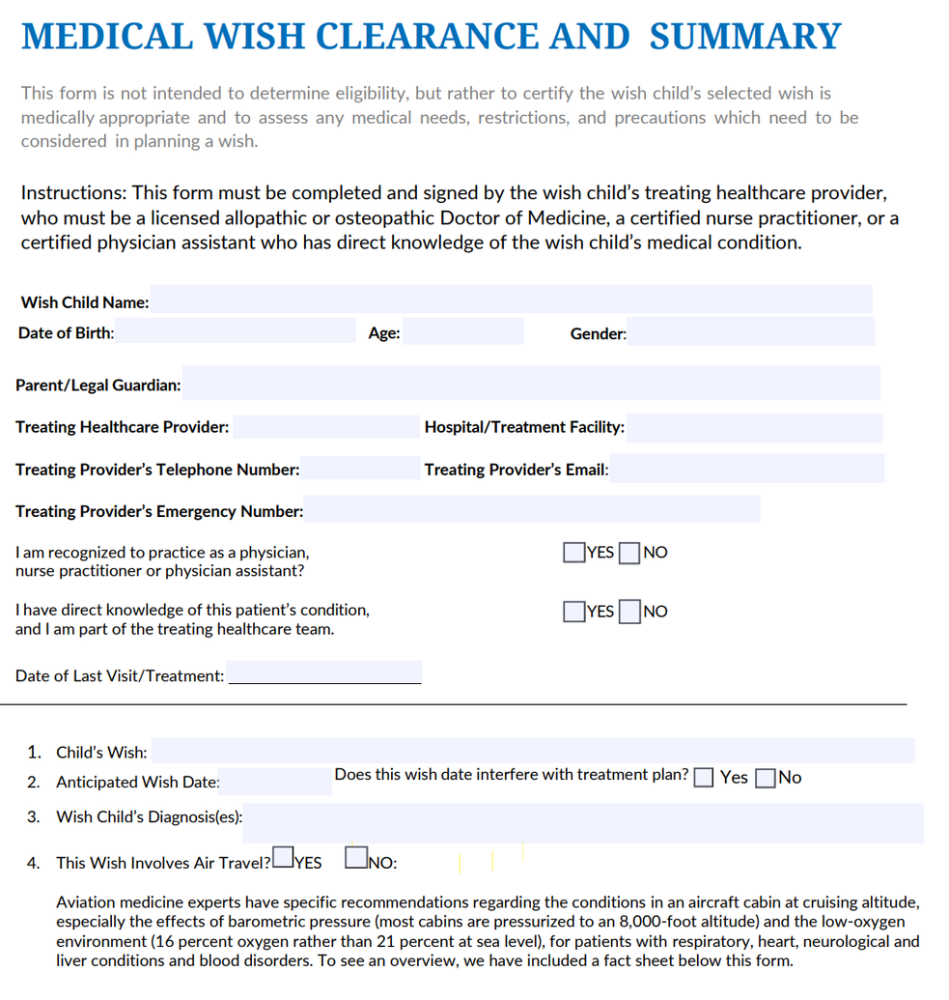 MEDICAL WISH CLEARANCE AND SUMMARY
This form is not intended to determine eligibility, but rather to certify the wish child's selected wish is
medically appropriate and to assess any medical needs, restrictions, and precautions which need to be
considered in planning a wish.
Instructions: This form must be completed and signed by the wish child's treating healthcare provider,
who must be a licensed allopathic or osteopathic Doctor of Medicine, a certified nurse practitioner, or a
certified physician assistant who has direct knowledge of the wish child's medical condition.
Wish Child Name:
Date of Birth: Age: Gender:
Parent/Legal Guardian:
Treating Healthcare Provider: Hospital/Treatment Facility:
Treating Provider's Telephone Number: Treating Provider's Email:
Treating Provider's Emergency Number:
I am recognized to practice as a physician, YES NO
nurse practitioner or physician assistant?
I have direct knowledge of this patient's condition, YES NO
and I am part of the treating healthcare team.
Date of Last Visit/Treatment:
1. Child's Wish:
2. Anticipated Wish Date: Does this wish date interfere with treatment plan? Yes No
3. Wish Child's Diagnosis(es):
4. This Wish Involves Air Travel? YES NO:
Aviation medicine experts have specific recommendations regarding the conditions in an aircraft cabin at cruising altitude,
especially the effects of barometric pressure (most cabins are pressurized to an 8,000-foot altitude) and the low-oxygen
environment (16 percent oxygen rather than 21 percent at sea level), for patients with respiratory, heart, neurological and
liver conditions and blood disorders. To see an overview, we have included a fact sheet below this form.